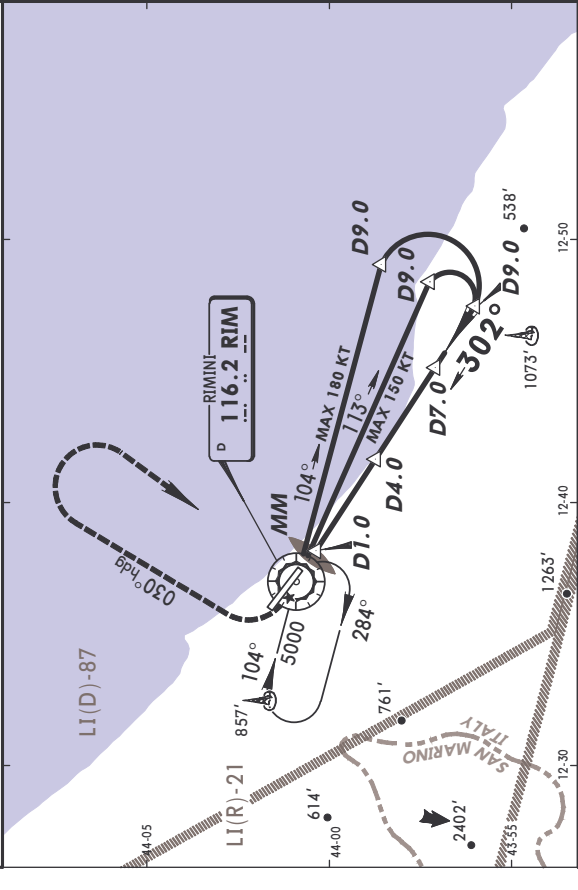 RIMINI
D 116.2 RIM
LI(D)-87
LI(R)-21
030° hdg
MM
104°
MAX 180 KT
113°
MAX 150 KT
D9.0
D9.0
D9.0
302°
D7.0
D4.0
D1.0
104°
5000
284°
857'
761'
614'
2402'
1263'
1073'
538'
SAN MARINO
ITALY
44-05
44-00
43-55
12-30
12-40
12-50